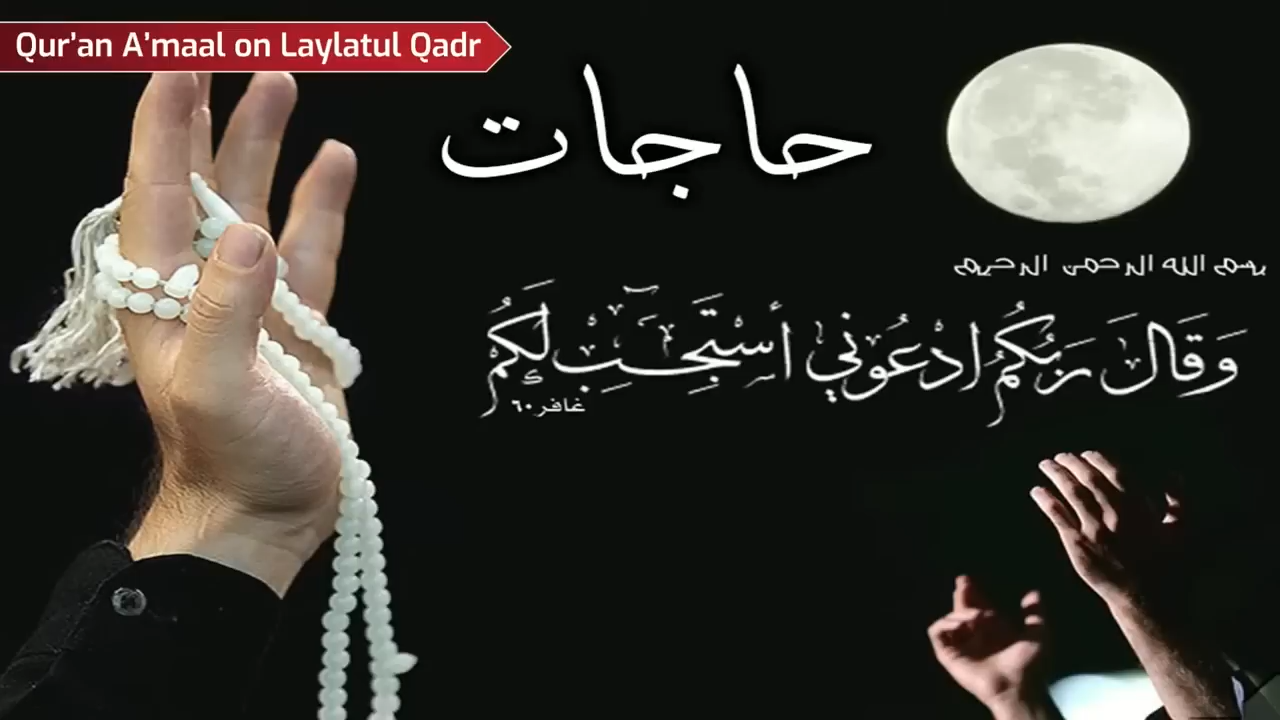 Qur'an A'maal on Laylatul Qadr
حاجات
بسم الله الرحمن الرحيم
وَقَالَ رَبُّكُمُ ادْعُونِي أَسْتَجِبْ لَكُمْ
غافر ٦٠